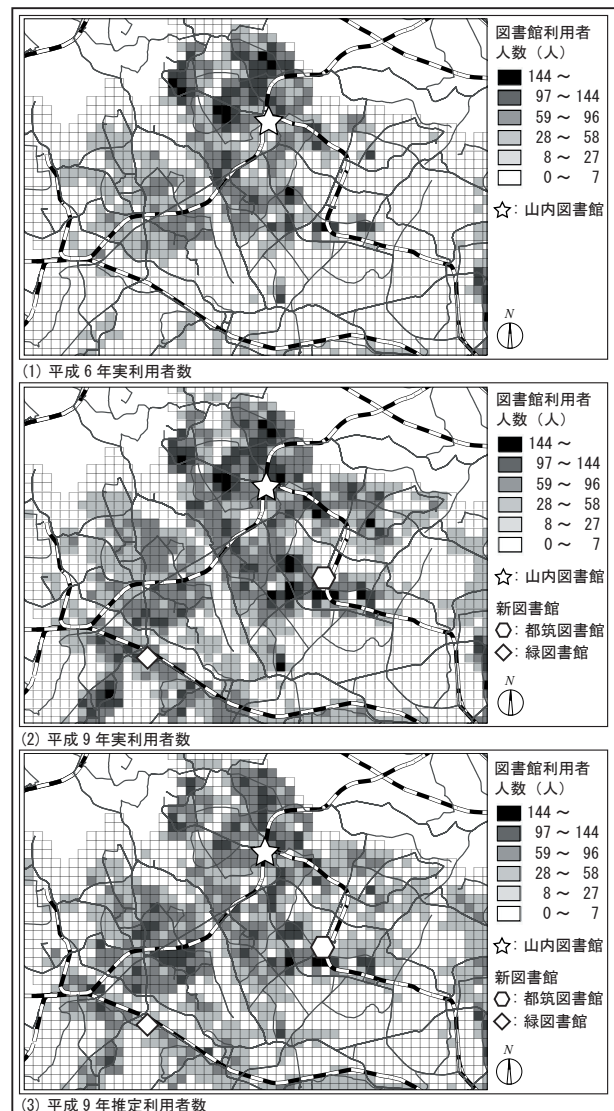 図書館利用者
人数（人）
144～
97～144
59～ 96
28～ 58
8～ 27
0～ 7
☆：山内図書館
N
(1) 平成6年実利用者数
図書館利用者
人数（人）
144～
97～144
59～ 96
28～ 58
8～ 27
0～ 7
☆：山内図書館
新図書館
⬡：都筑図書館
◇：緑図書館
N
(2) 平成9年実利用者数
図書館利用者
人数（人）
144～
97～144
59～ 96
28～ 58
8～ 27
0～ 7
☆：山内図書館
新図書館
⬡：都筑図書館
◇：緑図書館
N
(3) 平成9年推定利用者数